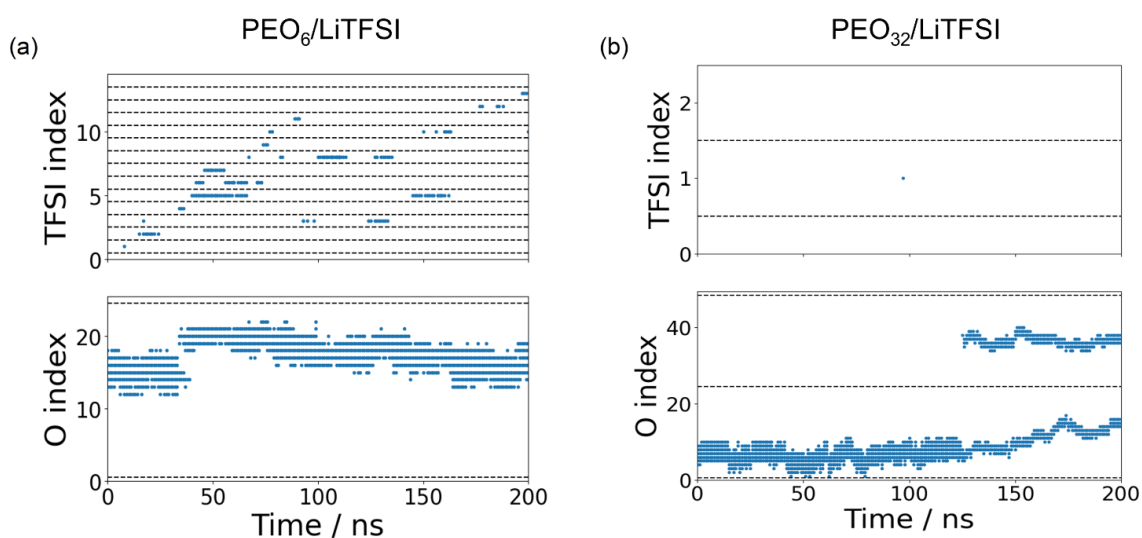 PEO6/LiTFSI
(a)
TFSI index
10
5
0
O index
20
10
0
0 50 100 150 200
Time / ns
PEO32/LiTFSI
(b)
TFSI index
2
1
0
O index
40
20
0
0 50 100 150 200
Time / ns